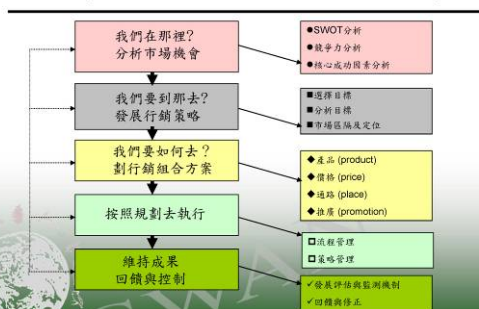 我們在那裡?
分析市場機會
●SWOT分析
●競爭力分析
●核心成功因素分析
我們要到那去?
發展行銷策略
■選擇目標
■分析目標
■市場區隔及定位
我們要如何去?
劃行銷組合方案
◆產品 (product)
◆價格 (price)
◆通路 (place)
◆推廣 (promotion)
按照規劃去執行
□流程管理
□策略管理
維持成果
回饋與控制
✓發展評估與監測機制
✓回饋與修正
SWAN